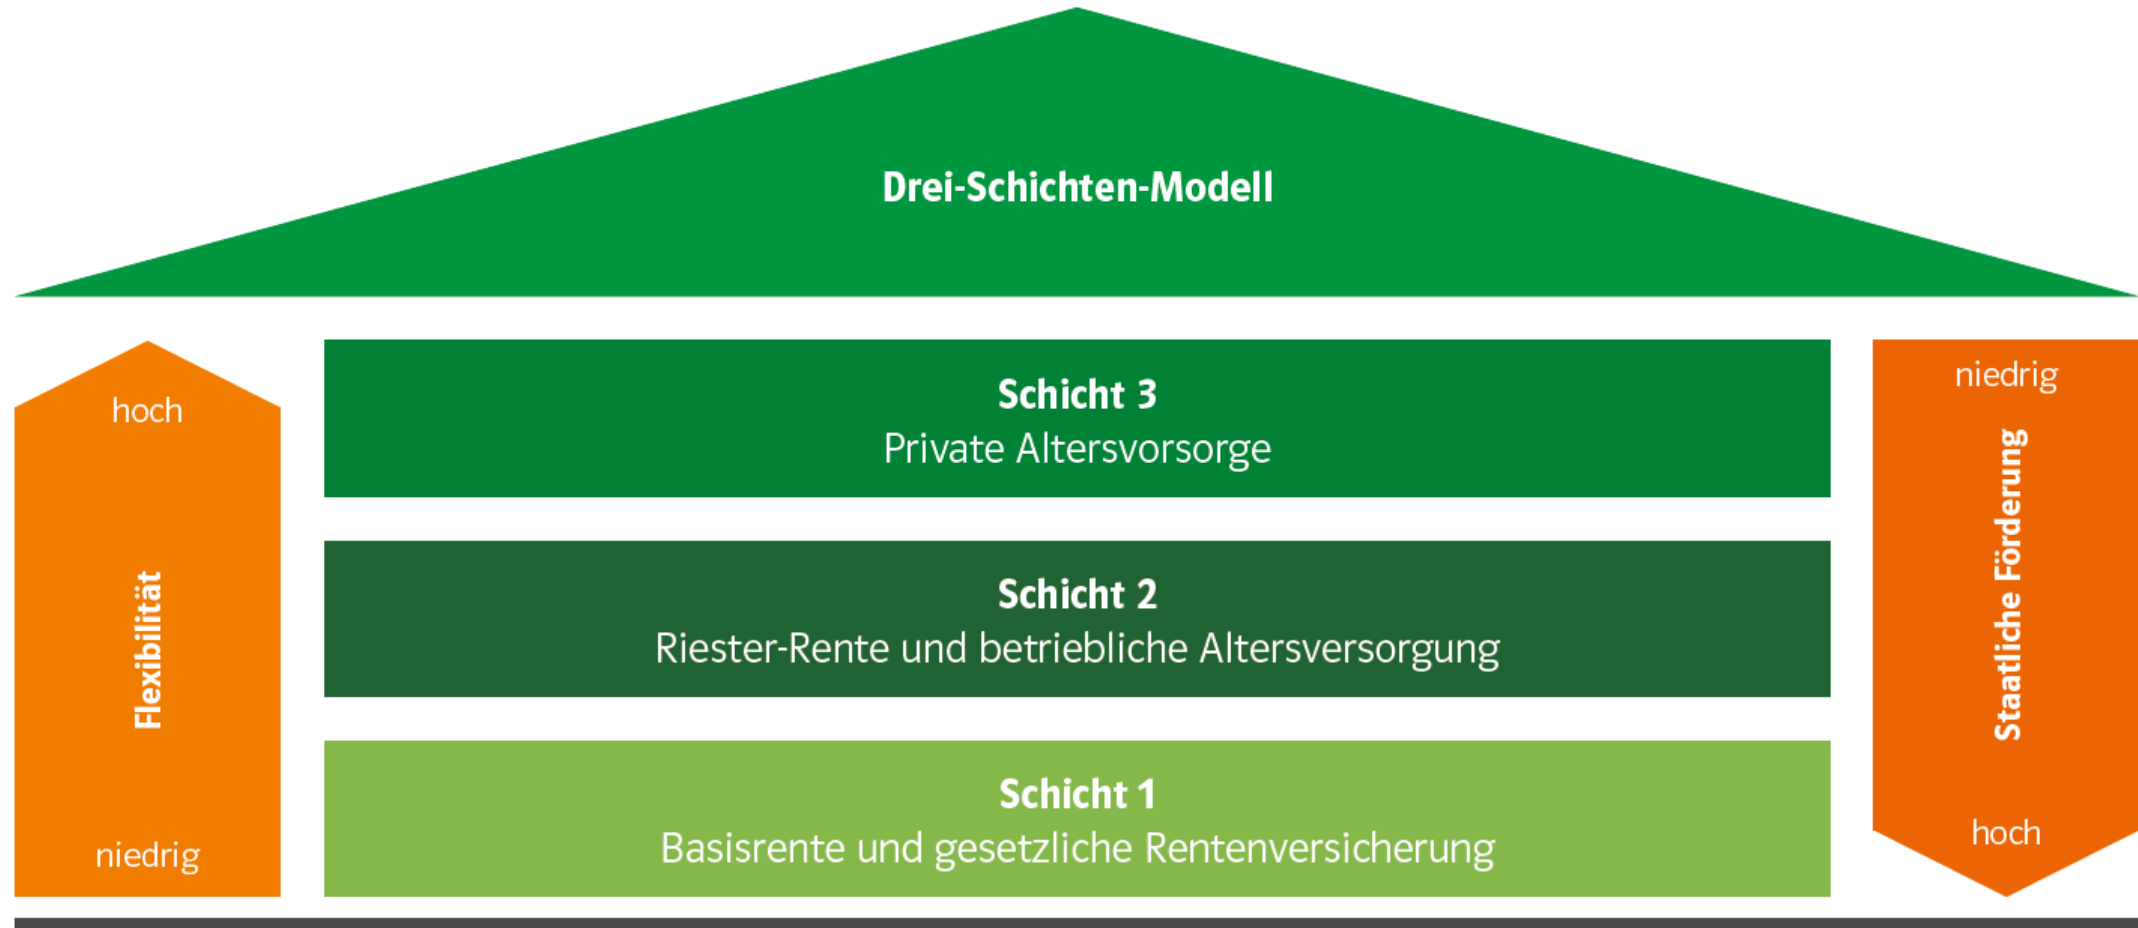 Drei-Schichten-Modell
hoch
Flexibilität
niedrig
Schicht 3
Private Altersvorsorge
Schicht 2
Riester-Rente und betriebliche Altersversorgung
Schicht 1
Basisrente und gesetzliche Rentenversicherung
niedrig
Staatliche Förderung
hoch